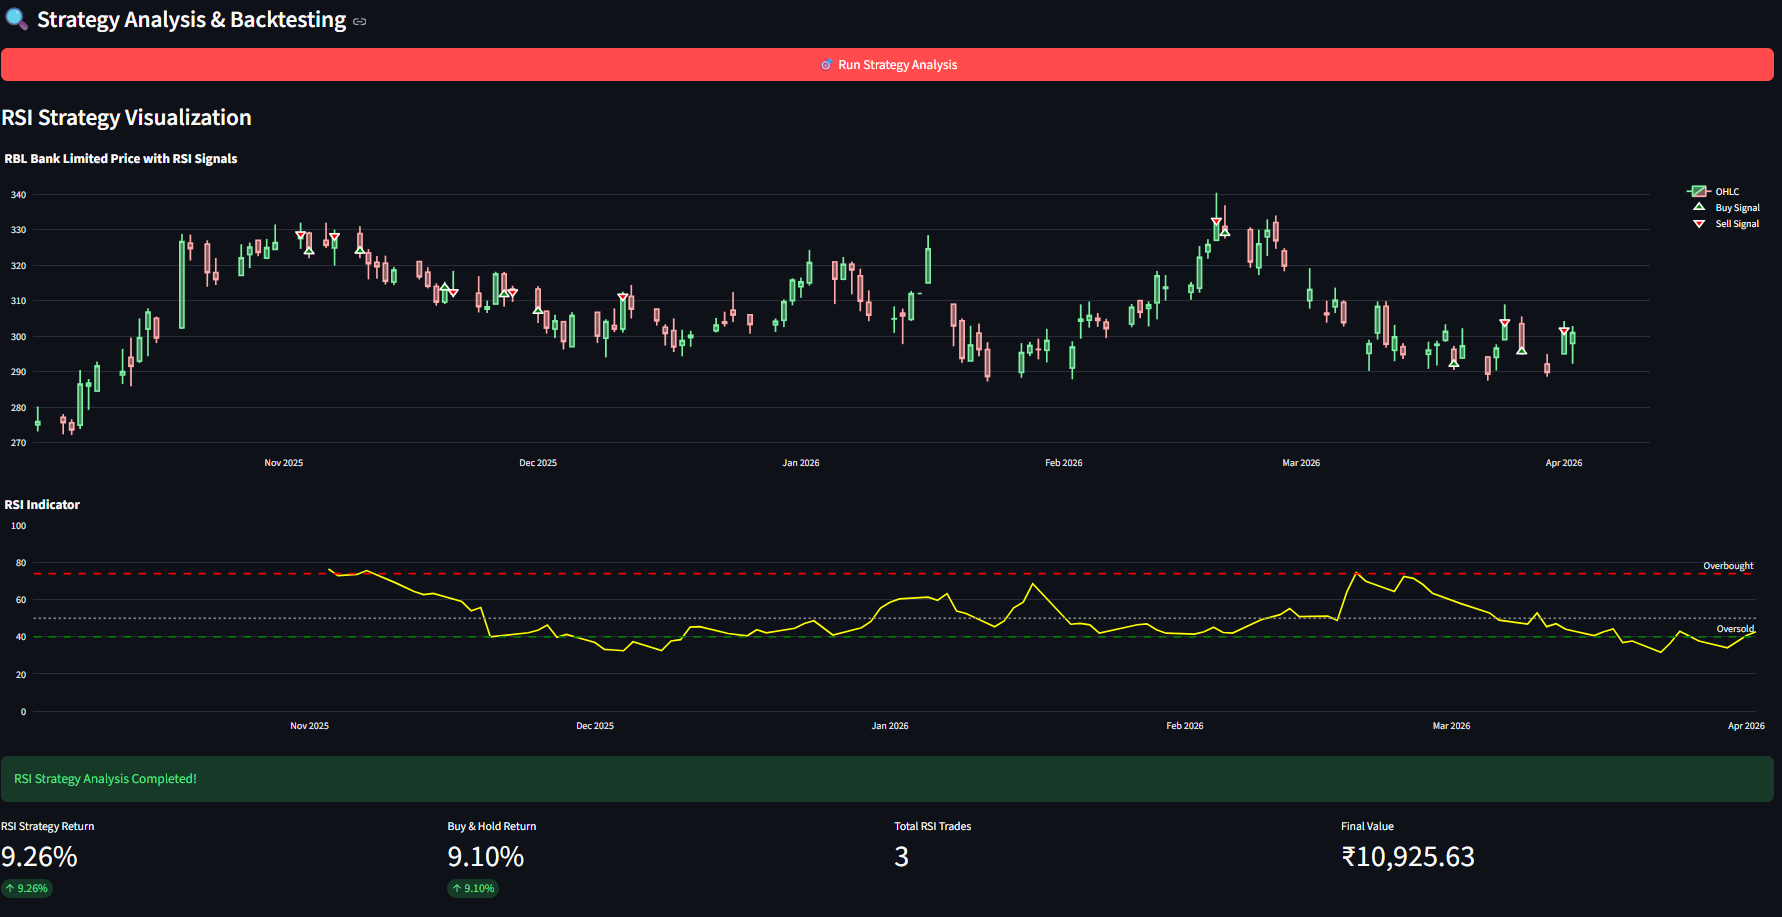 Strategy Analysis & Backtesting
Run Strategy Analysis
RSI Strategy Visualization
RBL Bank Limited Price with RSI Signals
340
330
320
310
300
290
280
270
Nov 2025 Dec 2025 Jan 2026 Feb 2026 Mar 2026 Apr 2026
OHLC
Buy Signal
Sell Signal
RSI Indicator
100
80
60
40
20
0
Overbought
Oversold
Nov 2025 Dec 2025 Jan 2026 Feb 2026 Mar 2026 Apr 2026
RSI Strategy Analysis Completed!
RSI Strategy Return
9.26%
↑ 9.26%
Buy & Hold Return
9.10%
↑ 9.10%
Total RSI Trades
3
Final Value
₹10,925.63